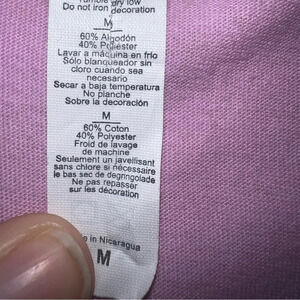 Tumble dry low
Do not iron decoration
M
60% Algodón
40% Poliester
Lavar a máquina en frio
Sólo blanqueador sin
cloro cuando sea
necesario
Secar a baja temperatura
No planche
Sobre la decoración
M
60% Coton
40% Polyester
Froid de lavage
de machine
Seulement un javellisant
sans chlorie si nécessaire
le bas sec de degringolade
Ne pas repasser
sur les décoration
in Nicaragua
M